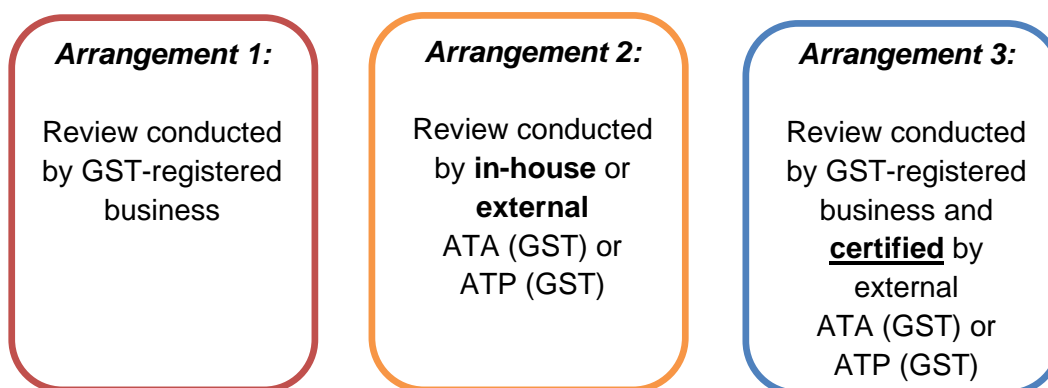 Arrangement 1:
Review conducted
by GST-registered
business
Arrangement 2:
Review conducted
by in-house or
external
ATA (GST) or
ATP (GST)
Arrangement 3:
Review conducted
by GST-registered
business and
certified by
external
ATA (GST) or
ATP (GST)